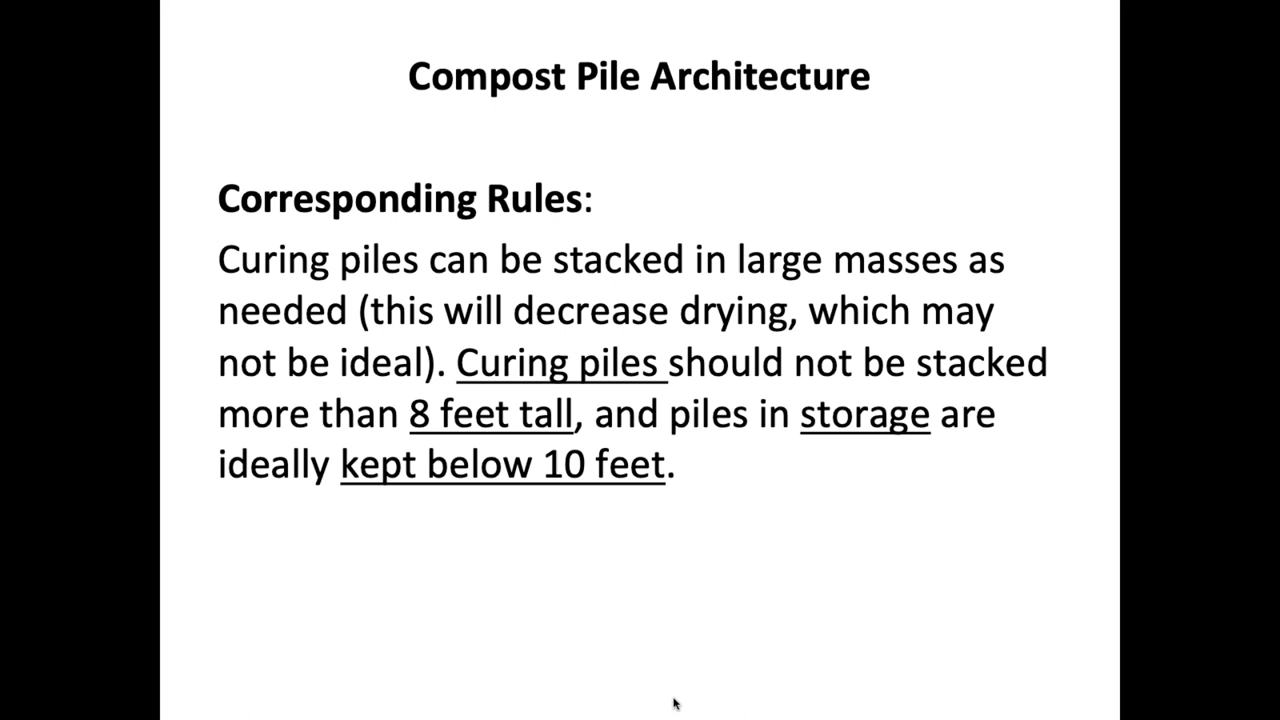 Compost Pile Architecture
Corresponding Rules:
Curing piles can be stacked in large masses as
needed (this will decrease drying, which may
not be ideal). Curing piles should not be stacked
more than 8 feet tall, and piles in storage are
ideally kept below 10 feet.